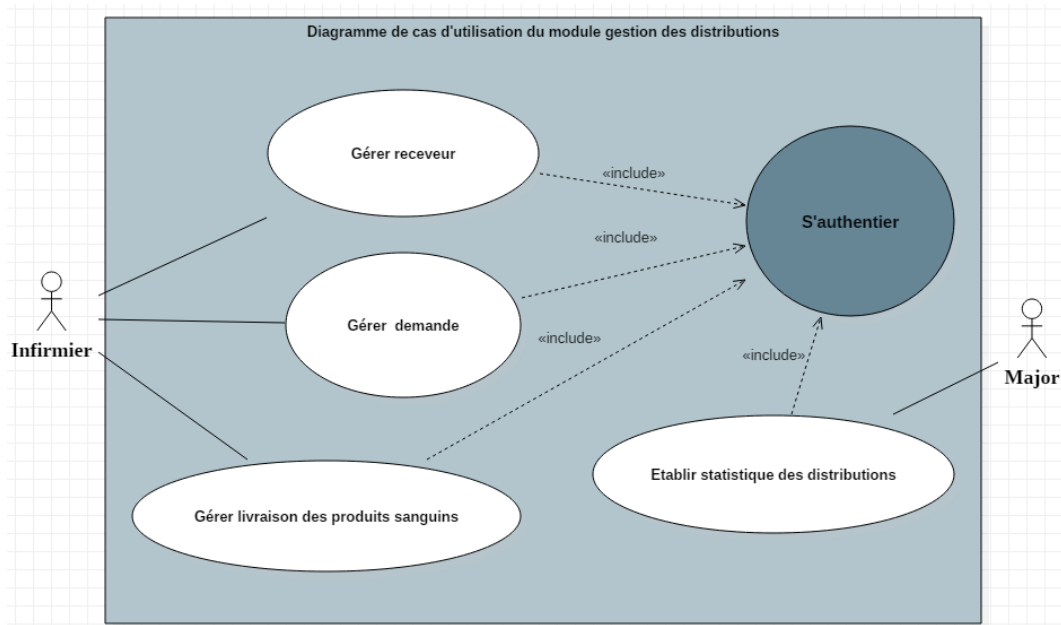 Diagramme de cas d'utilisation du module gestion des distributions
Gérer receveur
«include»
S'authentier
«include»
Gérer demande
«include»
Infirmier
«include»
Major
Etablir statistique des distributions
Gérer livraison des produits sanguins